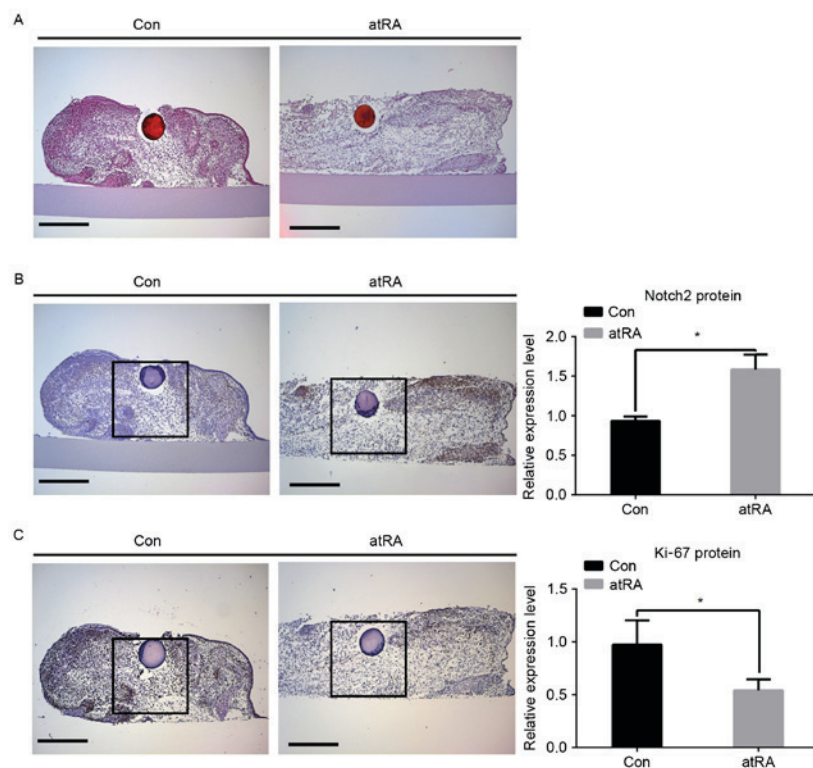 A
Con
atRA
B
Con
atRA
Notch2 protein
Con
atRA
*
Relative expression level
2.0
1.5
1.0
0.5
0.0
Con
atRA
C
Con
atRA
Ki-67 protein
Con
atRA
*
Relative expression level
1.5
1.0
0.5
0.0
Con
atRA